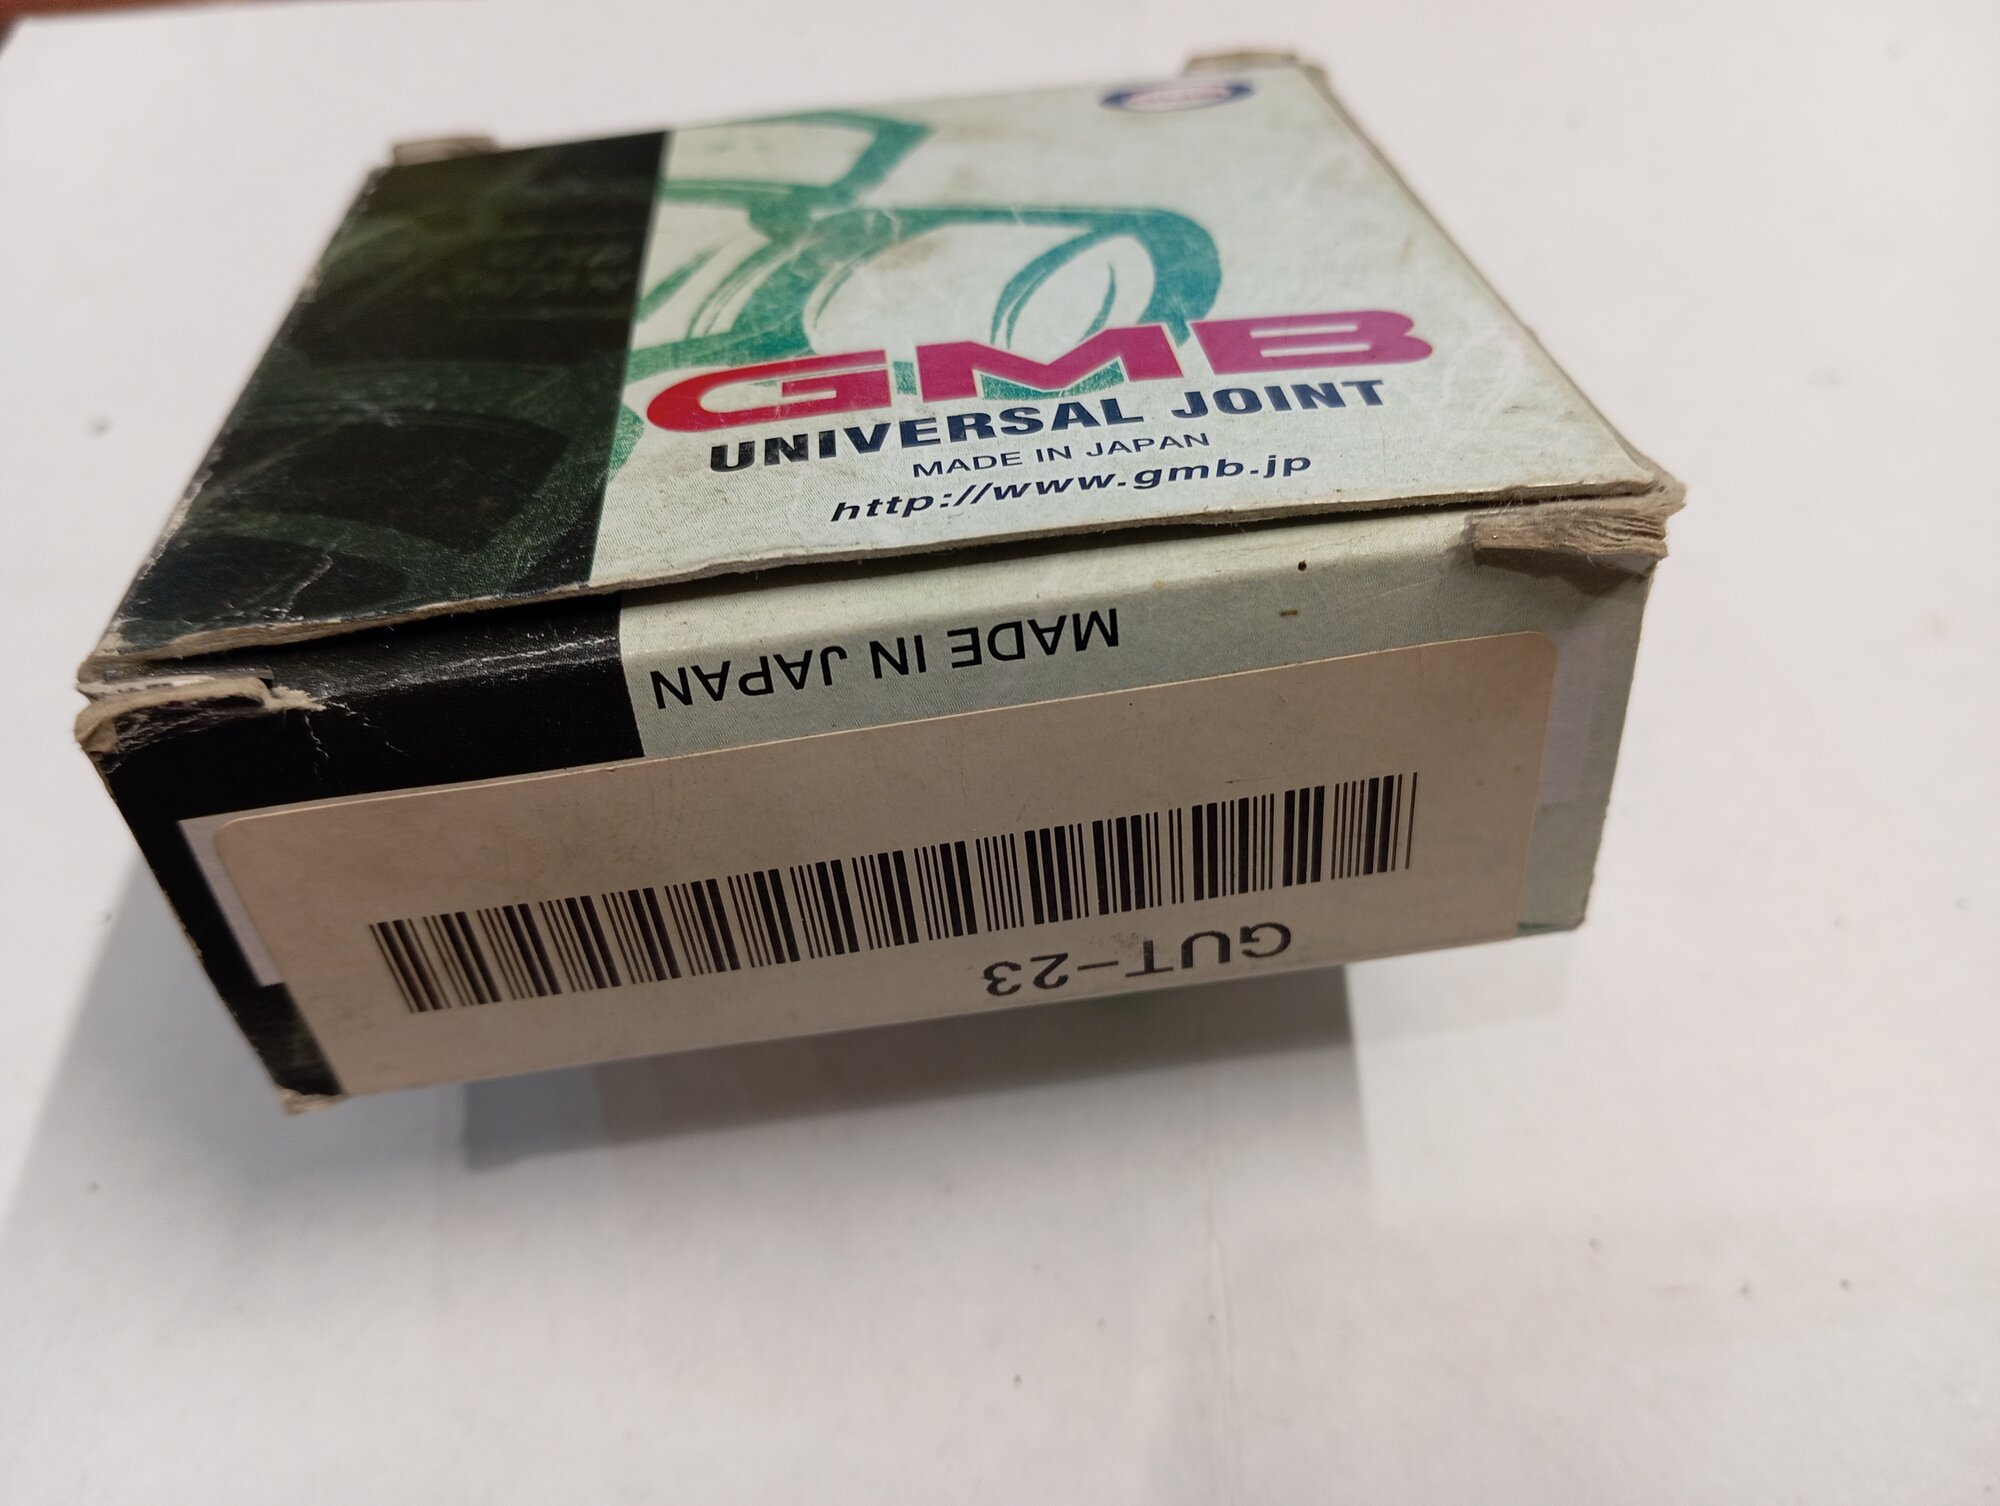 GMB
UNIVERSAL JOINT
MADE IN JAPAN
http://www.gmb.jp
MADE IN JAPAN
GUT-23